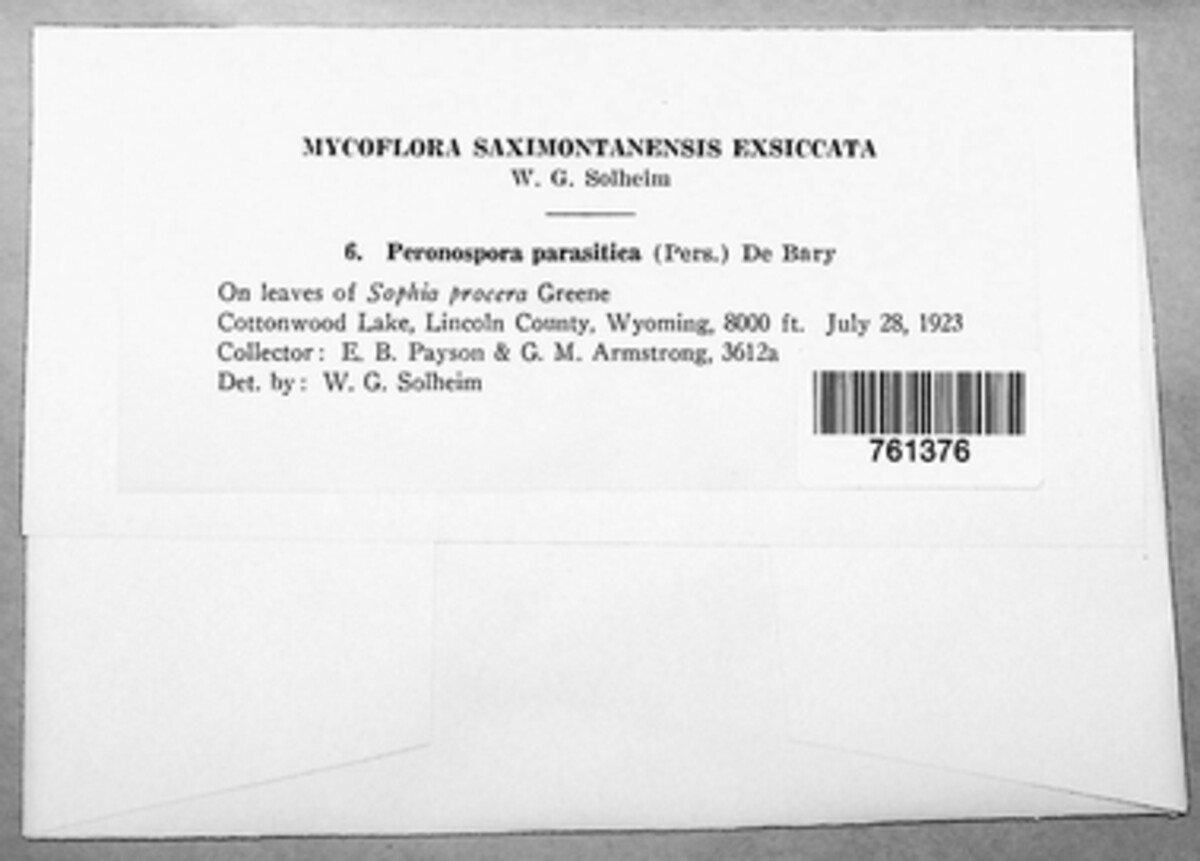 MYCOFLORA SAXIMONTANENSIS EXSICCATA
W. G. Solheim
6. Peronospora parasitica (Pers.) De Bary
On leaves of Sophia procera Greene
Cottonwood Lake, Lincoln County, Wyoming, 8000 ft. July 28, 1923
Collector: E. B. Payson & G. M. Armstrong, 3612a
Det. by: W. G. Solheim
761376